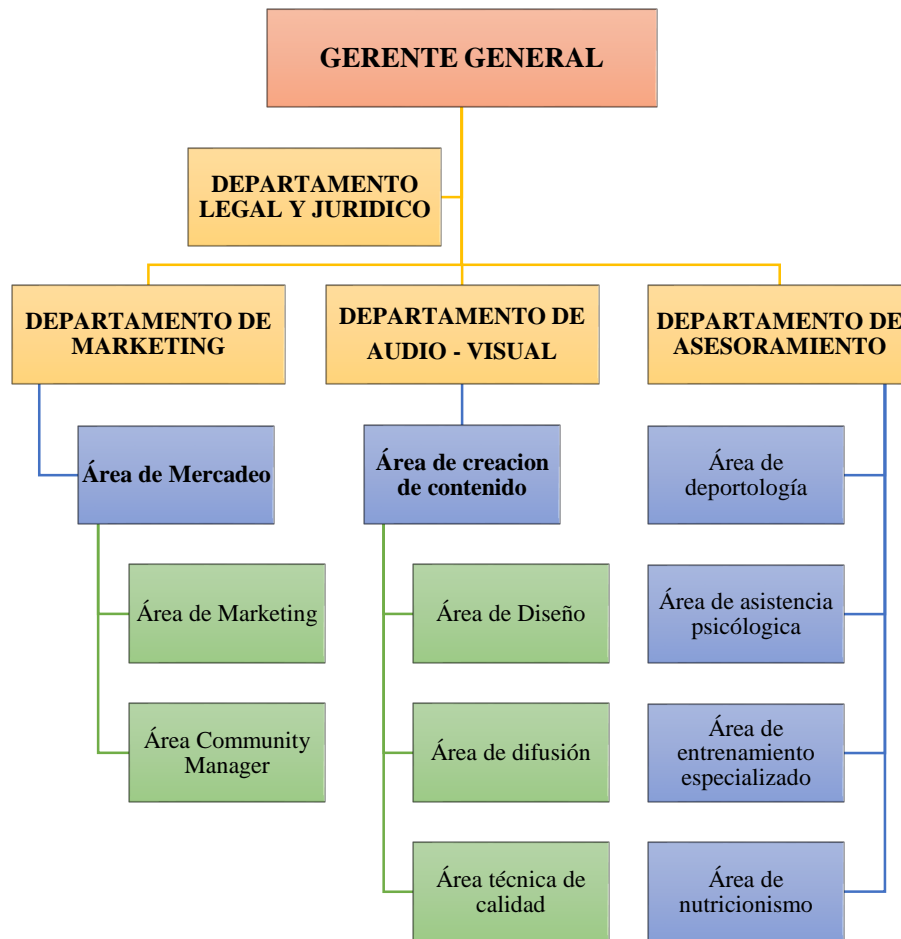 GERENTE GENERAL
DEPARTAMENTO
LEGAL Y JURIDICO
DEPARTAMENTO DE
MARKETING
DEPARTAMENTO DE
AUDIO - VISUAL
DEPARTAMENTO DE
ASESORAMIENTO
Área de Mercadeo
Área de creacion
de contenido
Área de
deportología
Área de Marketing
Área de Diseño
Área de asistencia
psicólogica
Área Community
Manager
Área de difusión
Área de
entrenamiento
especializado
Área técnica de
calidad
Área de
nutricionismo